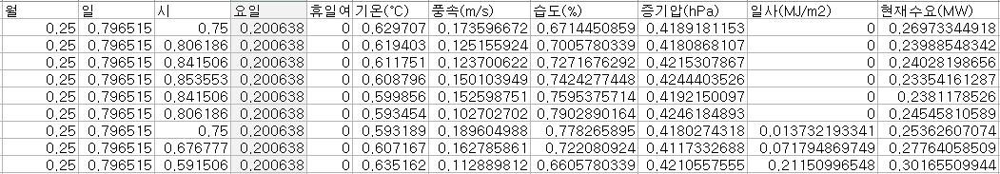 월 일 시 요일 휴일여 기온(℃) 풍속(m/s) 습도(%) 증기압(hPa) 일사(MJ/m2) 현재수요(MW)
0.25 0.796515 0.75 0.200638 0 0.629707 0.173596672 0.6714450859 0.4189181153 0 0.26973344918
0.25 0.796515 0.806186 0.200638 0 0.619403 0.125155924 0.7005780339 0.4180868107 0 0.23988548342
0.25 0.796515 0.841506 0.200638 0 0.611751 0.123700622 0.7271676292 0.4215307867 0 0.24028198656
0.25 0.796515 0.853553 0.200638 0 0.608796 0.150103949 0.7424277448 0.4244403526 0 0.23354161287
0.25 0.796515 0.841506 0.200638 0 0.599856 0.152598751 0.7595375714 0.4192150097 0 0.2381178526
0.25 0.796515 0.806186 0.200638 0 0.593454 0.102702702 0.7902890164 0.4246184893 0 0.24545810589
0.25 0.796515 0.75 0.200638 0 0.593189 0.189604988 0.778265895 0.4180274318 0.013732193341 0.25362607074
0.25 0.796515 0.676777 0.200638 0 0.607167 0.162785861 0.722080924 0.4117332688 0.071794869749 0.27764058509
0.25 0.796515 0.591506 0.200638 0 0.635162 0.112889812 0.6605780339 0.4210557555 0.21150996548 0.30165509944